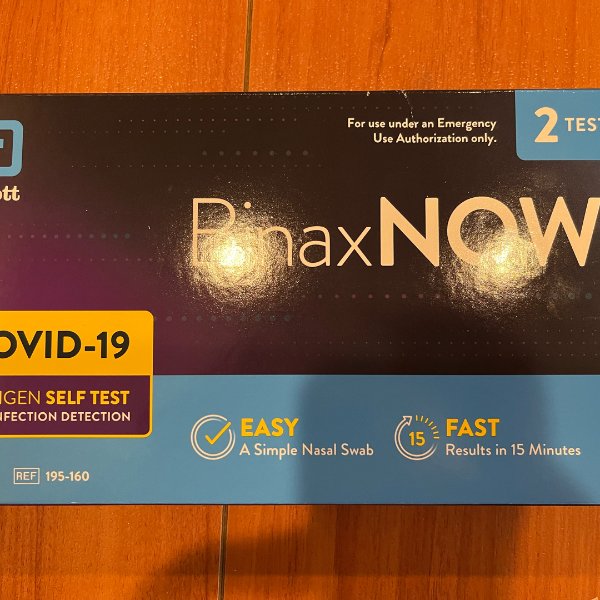 For use under an Emergency
Use Authorization only.
2 TEST
ott
BinaxNOW
OVID-19
IGEN SELF TEST
NFECTION DETECTION
EASY
A Simple Nasal Swab
15
FAST
Results in 15 Minutes
REF 195-160